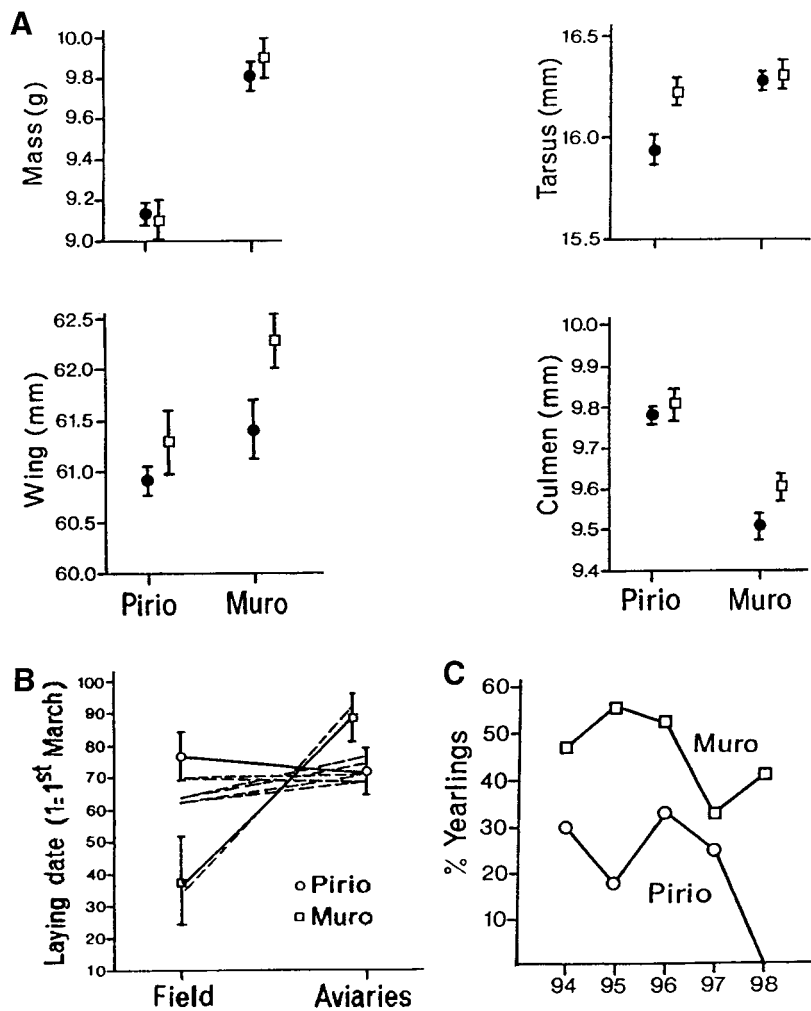 A
Mass (g)
10.0
9.8
9.6
9.4
9.2
9.0
Tarsus (mm)
16.5
16.0
15.5
Wing (mm)
62.5
62.0
61.5
61.0
60.5
60.0
Pirio Muro
Culmen (mm)
10.0
9.9
9.8
9.7
9.6
9.5
9.4
Pirio Muro
B
Laying date (1=1st March)
100
90
80
70
60
50
40
30
20
10
Pirio
Muro
Field Aviaries
C
% Yearlings
60
50
40
30
20
10
Muro
Pirio
94 95 96 97 98